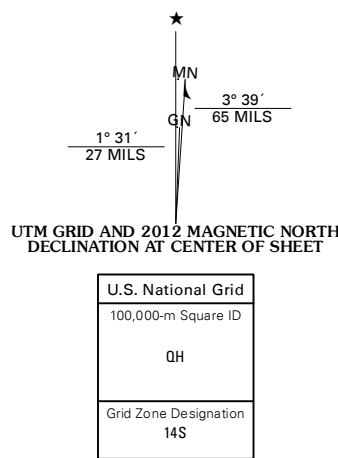 ★
MN
3° 39´
65 MILS
GN
1° 31´
27 MILS
UTM GRID AND 2012 MAGNETIC NORTH
DECLINATION AT CENTER OF SHEET
U.S. National Grid
100,000-m Square ID
QH
Grid Zone Designation
14S